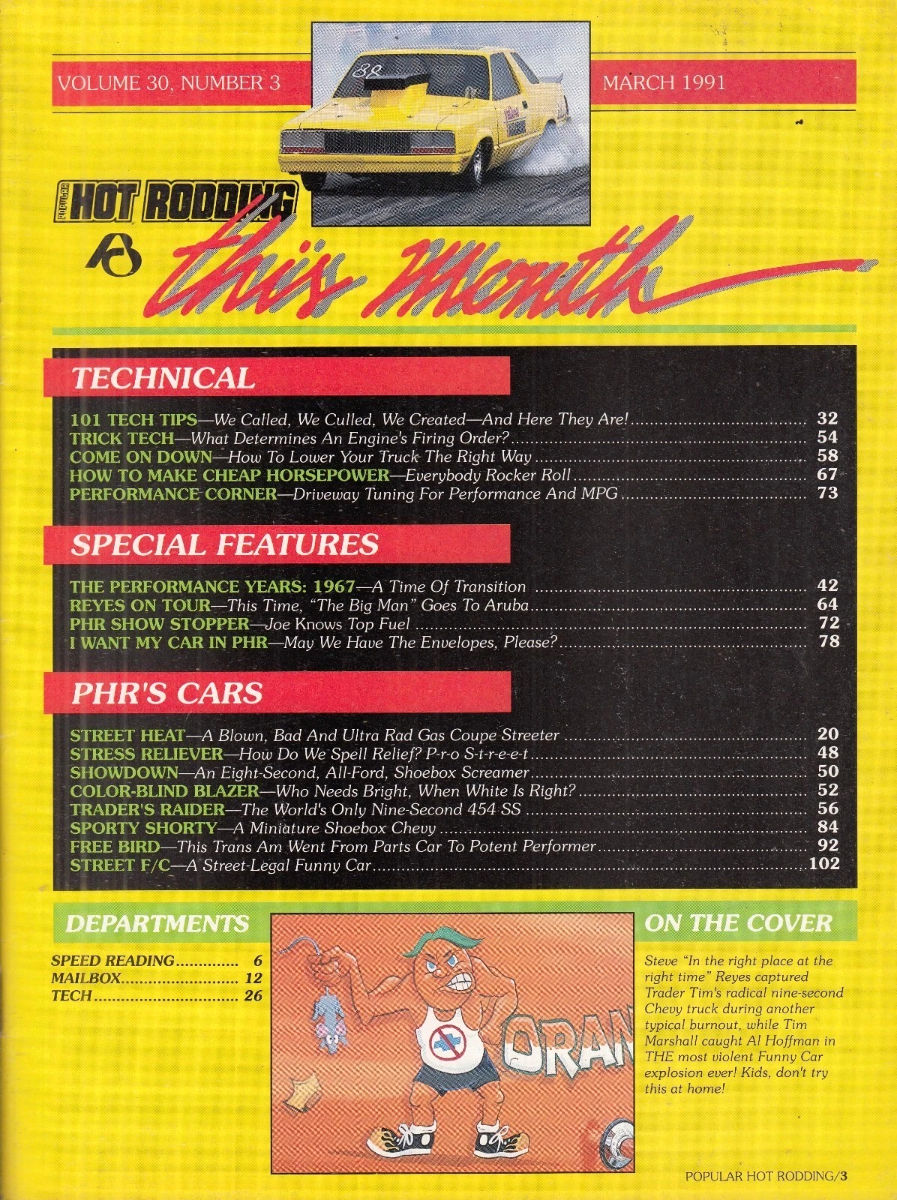 VOLUME 30, NUMBER 3
MARCH 1991
POPULAR HOT RODDING
this month
TECHNICAL
101 TECH TIPS—We Called, We Culled, We Created—And Here They Are! 32
TRICK TECH—What Determines An Engine's Firing Order? 54
COME ON DOWN—How To Lower Your Truck The Right Way 58
HOW TO MAKE CHEAP HORSEPOWER—Everybody Rocker Roll 67
PERFORMANCE CORNER—Driveway Tuning For Performance And MPG 73
SPECIAL FEATURES
THE PERFORMANCE YEARS: 1967—A Time Of Transition 42
REYES ON TOUR—This Time, “The Big Man” Goes To Aruba 64
PHR SHOW STOPPER—Joe Knows Top Fuel 72
I WANT MY CAR IN PHR—May We Have The Envelopes, Please? 78
PHR'S CARS
STREET HEAT—A Blown, Bad And Ultra Rad Gas Coupe Streeter 20
STRESS RELIEVER—How Do We Spell Relief? P-r-o S-t-r-e-e-t 48
SHOWDOWN—An Eight-Second, All-Ford, Shoebox Screamer 50
COLOR-BLIND BLAZER—Who Needs Bright, When White Is Right? 52
TRADER'S RAIDER—The World's Only Nine-Second 454 SS 56
SPORTY SHORTY—A Miniature Shoebox Chevy 84
FREE BIRD—This Trans Am Went From Parts Car To Potent Performer 92
STREET F/C—A Street-Legal Funny Car 102
DEPARTMENTS
SPEED READING 6
MAILBOX 12
TECH 26
ORAN
ON THE COVER
Steve “In the right place at the
right time” Reyes captured
Trader Tim's radical nine-second
Chevy truck during another
typical burnout, while Tim
Marshall caught Al Hoffman in
THE most violent Funny Car
explosion ever! Kids, don't try
this at home!
POPULAR HOT RODDING/3